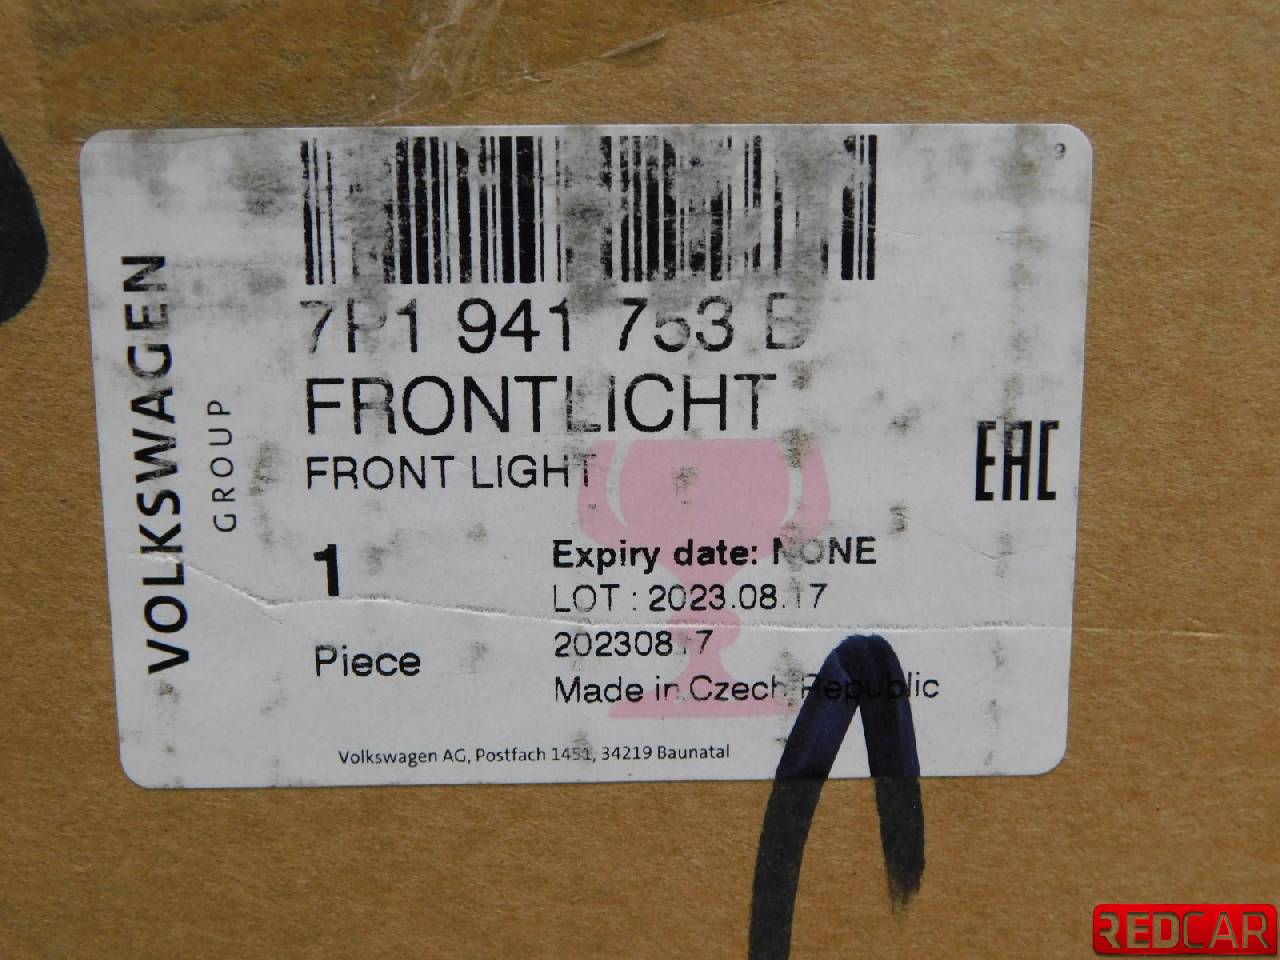 9
7P1 941 753 B
FRONTLICHT
FRONT LIGHT
VOLKSWAGEN
GROUP
EAC
1
Piece
Expiry date: NONE
LOT : 2023.08.17
20230817
Made in Czech Republic
Volkswagen AG, Postfach 1451, 34219 Baunatal
REDCAR